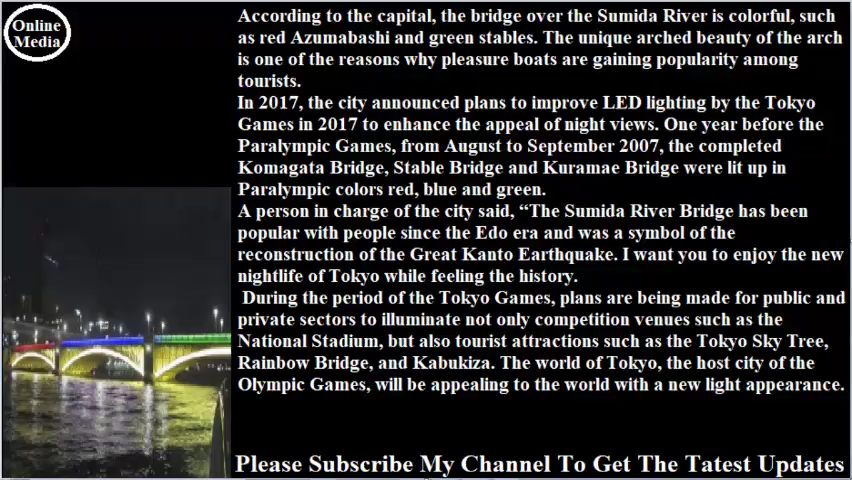 Online
Media
According to the capital, the bridge over the Sumida River is colorful, such
as red Azumabashi and green stables. The unique arched beauty of the arch
is one of the reasons why pleasure boats are gaining popularity among
tourists.
In 2017, the city announced plans to improve LED lighting by the Tokyo
Games in 2017 to enhance the appeal of night views. One year before the
Paralympic Games, from August to September 2007, the completed
Komagata Bridge, Stable Bridge and Kuramae Bridge were lit up in
Paralympic colors red, blue and green.
A person in charge of the city said, “The Sumida River Bridge has been
popular with people since the Edo era and was a symbol of the
reconstruction of the Great Kanto Earthquake. I want you to enjoy the new
nightlife of Tokyo while feeling the history.
During the period of the Tokyo Games, plans are being made for public and
private sectors to illuminate not only competition venues such as the
National Stadium, but also tourist attractions such as the Tokyo Sky Tree,
Rainbow Bridge, and Kabukiza. The world of Tokyo, the host city of the
Olympic Games, will be appealing to the world with a new light appearance.
Please Subscribe My Channel To Get The Tatest Updates